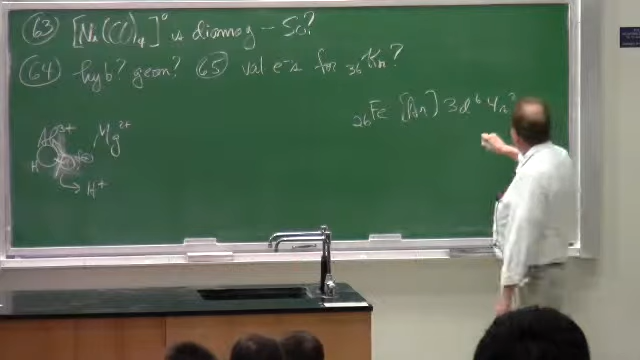 63 [Ni(CO)4]° is diamag -- So?
64 hyb? geom? 65 val e-s for 36Kr?
26Fe [Ar] 3d6 4s2
Al3+ Mg2+
H
H+